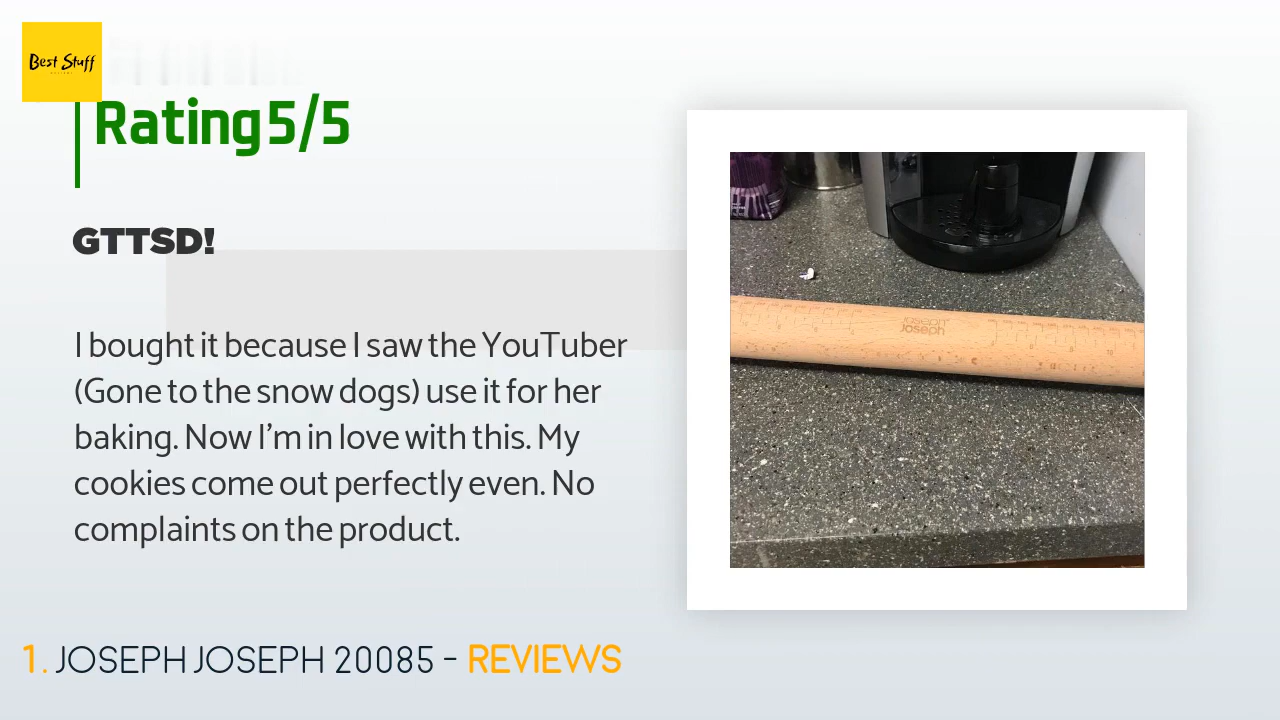 Best Stuff
Rating 5/5
GTTSD!
I bought it because I saw the YouTuber
(Gone to the snow dogs) use it for her
baking. Now I'm in love with this. My
cookies come out perfectly even. No
complaints on the product.
Joseph
Joseph
1. JOSEPH JOSEPH 20085 - REVIEWS